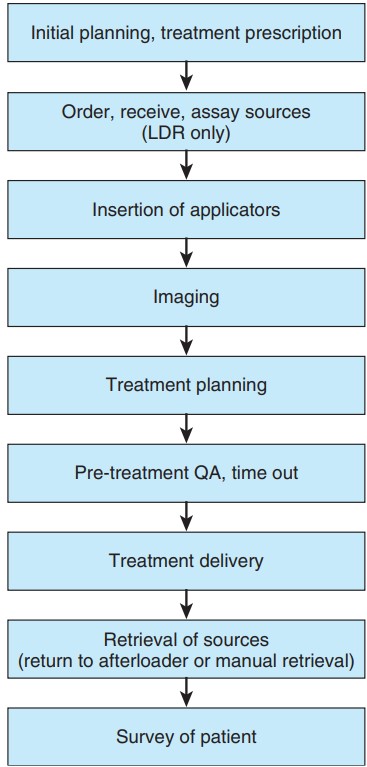 Initial planning, treatment prescription
Order, receive, assay sources
(LDR only)
Insertion of applicators
Imaging
Treatment planning
Pre-treatment QA, time out
Treatment delivery
Retrieval of sources
(return to afterloader or manual retrieval)
Survey of patient